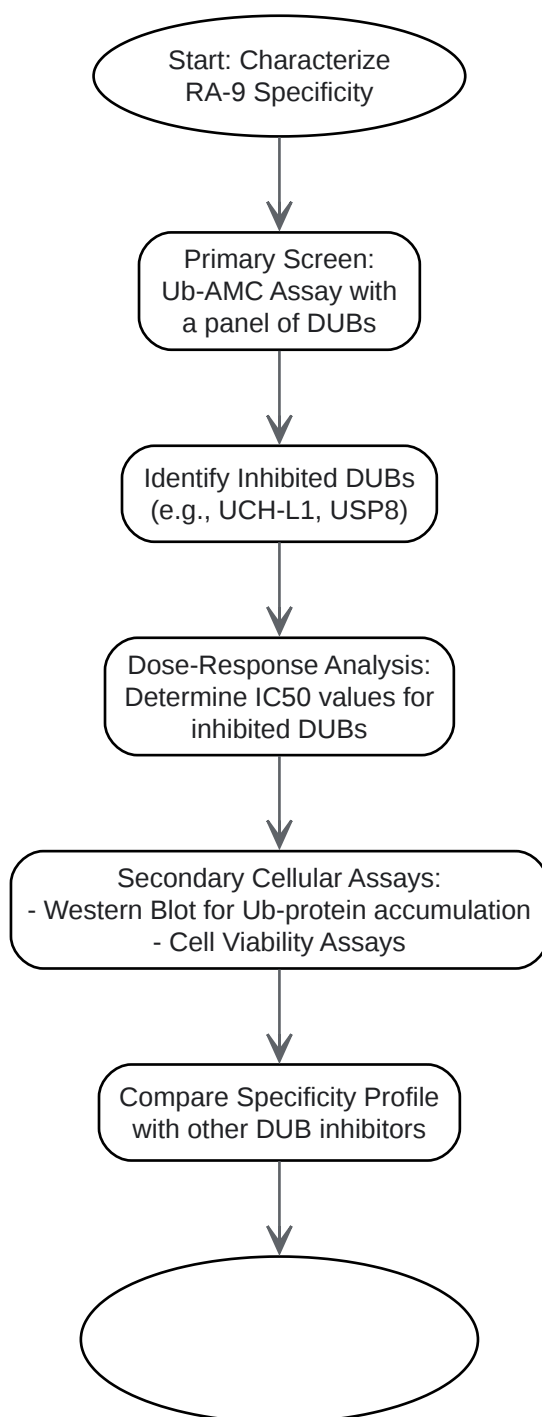 Start: Characterize
RA-9 Specificity
Primary Screen:
Ub-AMC Assay with
a panel of DUBs
Identify Inhibited DUBs
(e.g., UCH-L1, USP8)
Dose-Response Analysis:
Determine IC50 values for
inhibited DUBs
Secondary Cellular Assays:
- Western Blot for Ub-protein accumulation
- Cell Viability Assays
Compare Specificity Profile
with other DUB inhibitors